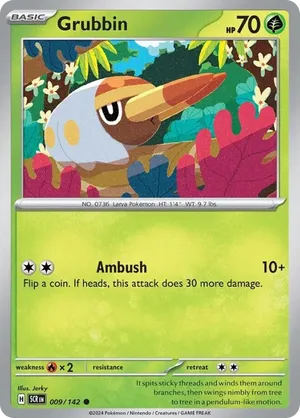 BASIC
Grubbin
HP 70
NO. 0736 Larva Pokémon HT: 1'4" WT: 9.7 lbs.
Ambush 10+
Flip a coin. If heads, this attack does 30 more damage.
weakness ×2 resistance retreat
Illus. Jerky
H SCR EN 009/142
It spits sticky threads and winds them around
branches, then swings nimbly from tree
to tree in a pendulum-like motion.
©2024 Pokémon / Nintendo / Creatures / GAME FREAK